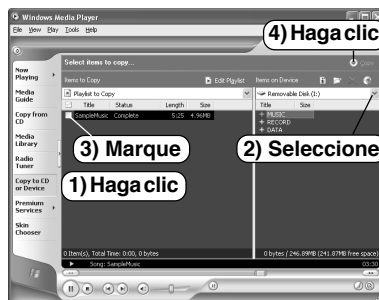 Windows Media Player
File View Play Tools Help
4) Haga clic
Select items to copy...
Copy
Now Playing
Items to Copy
Edit Playlist
Items on Device
Media Guide
Playlist to Copy
Removable Disk (I:)
Title Status Length Size
Title Size
SampleMusic Complete 5:25 4.96MB
+ MUSIC
+ RECORD
+ DATA
Copy from CD
Media Library
3) Marque
2) Seleccione
Radio Tuner
Copy to CD or Device
1) Haga clic
Premium Services
Skin Chooser
0 Item(s), Total Time: 0:00, 0 bytes
0 bytes / 246.89MB (241.87MB free space)
Song: SampleMusic
03:30